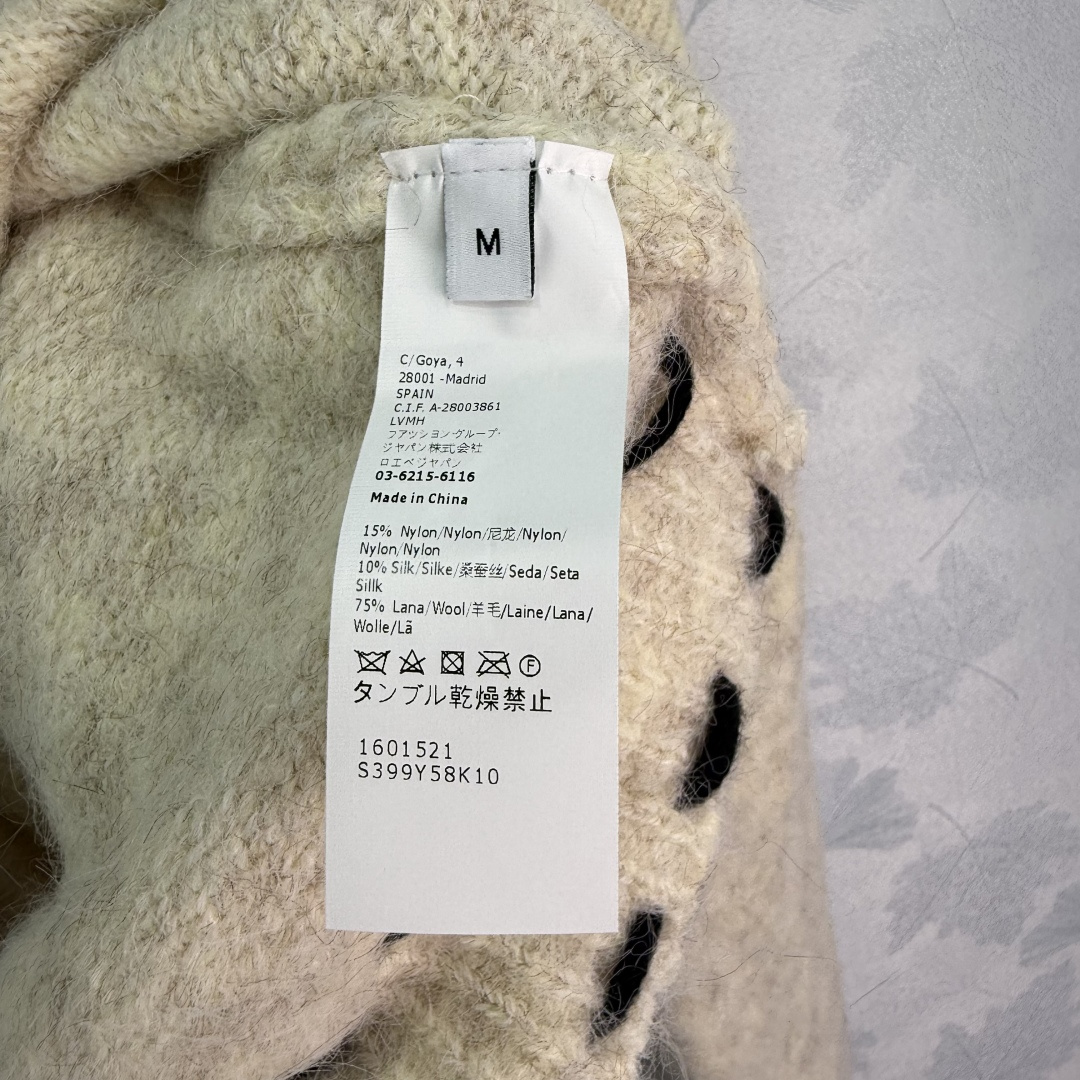 M
C/Goya, 4
28001 -Madrid
SPAIN
C.I.F. A-28003861
LVMH
ファッショングループ·
ジャパン株式会社
ロエベジャパン
03-6215-6116
Made in China
15% Nylon/Nylon/尼龙/Nylon/
Nylon/Nylon
10% Silk/Silke/桑蚕丝/Seda/Seta
Sillk
75% Lana/Wool/羊毛/Laine/Lana/
Wolle/Lã
F
タンブル乾燥禁止
1601521
S399Y58K10